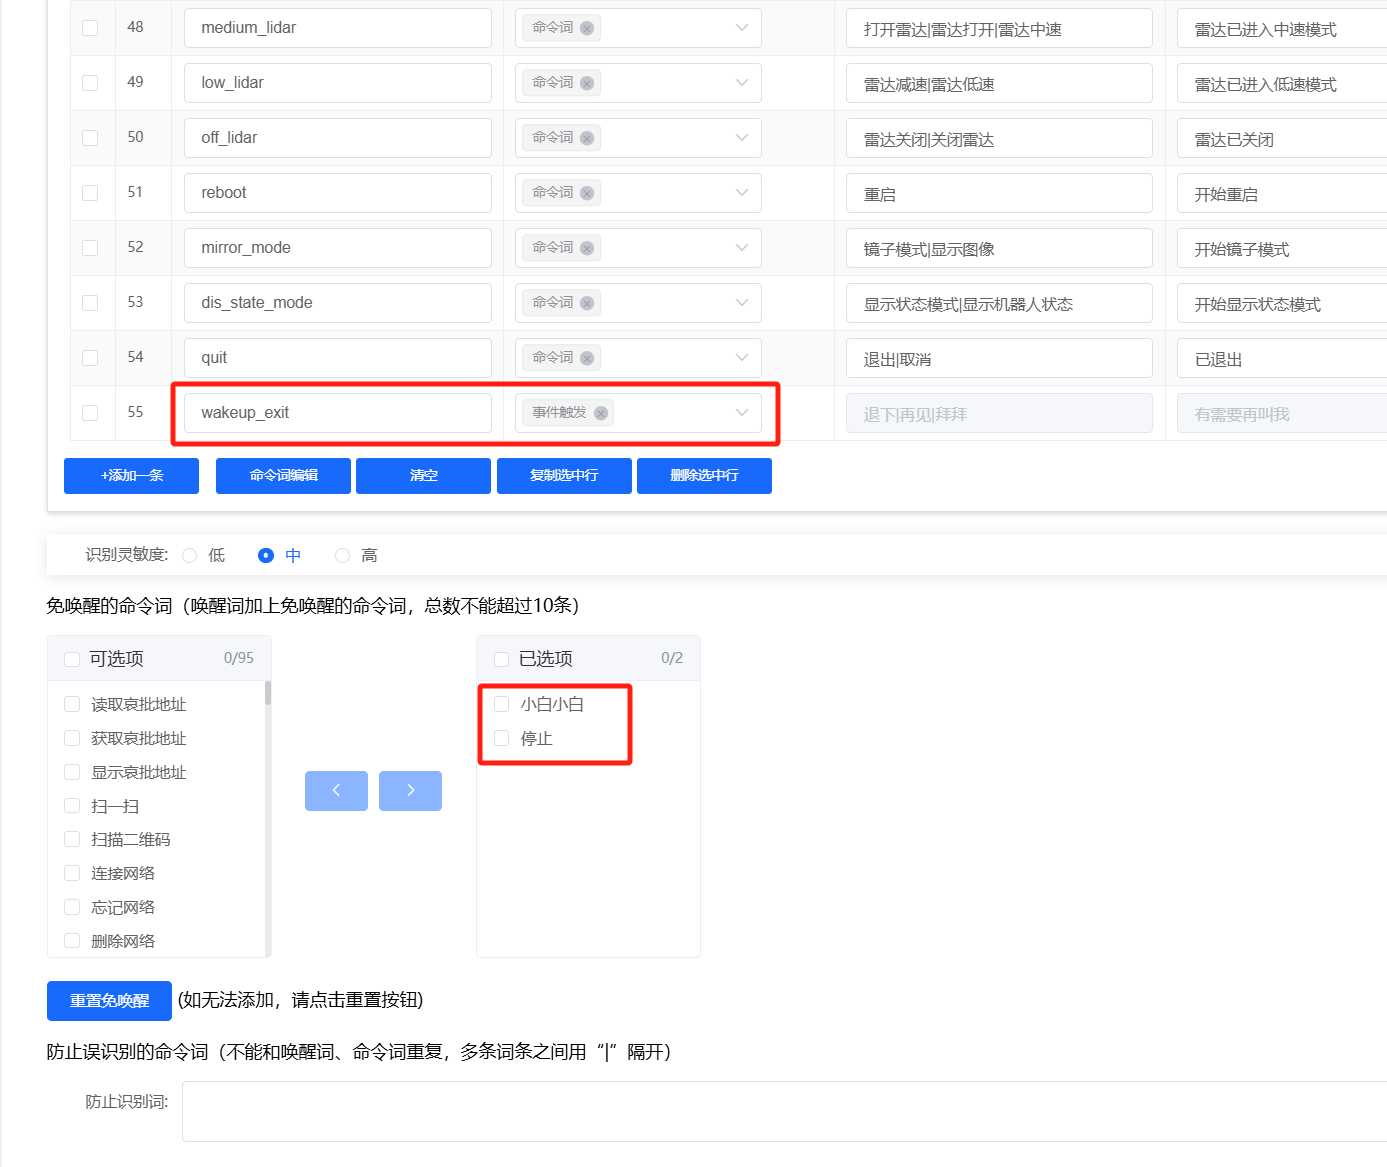 48 medium_lidar 命令词 打开雷达|雷达打开|雷达中速 雷达已进入中速模式
49 low_lidar 命令词 雷达减速|雷达低速 雷达已进入低速模式
50 off_lidar 命令词 雷达关闭|关闭雷达 雷达已关闭
51 reboot 命令词 重启 开始重启
52 mirror_mode 命令词 镜子模式|显示图像 开始镜子模式
53 dis_state_mode 命令词 显示状态模式|显示机器人状态 开始显示状态模式
54 quit 命令词 退出|取消 已退出
55 wakeup_exit 事件触发 退下|再见|拜拜 有需要再叫我
+添加一条 命令词编辑 清空 复制选中行 删除选中行
识别灵敏度: 低 中 高
免唤醒的命令词（唤醒词加上免唤醒的命令词，总数不能超过10条）
可选项 0/95 已选项 0/2
读取哀批地址 小白小白
获取哀批地址 停止
显示哀批地址
扫一扫
扫描二维码
连接网络
忘记网络
删除网络
重置免唤醒 (如无法添加，请点击重置按钮)
防止误识别的命令词（不能和唤醒词、命令词重复，多条词条之间用“|”隔开）
防止识别词: